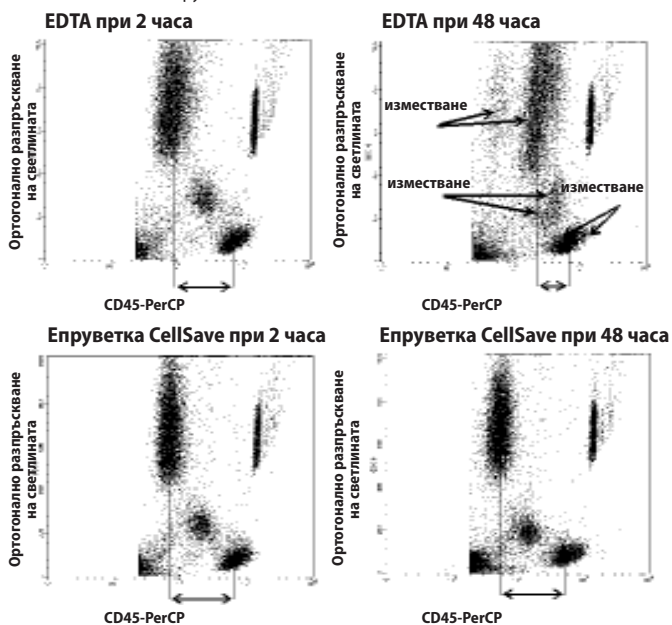 EDTA при 2 часа
EDTA при 48 часа
Ортогонално разпръскване
на светлината
CD45-PerCP
Ортогонално разпръскване
на светлината
изместване
изместване
изместване
CD45-PerCP
Епруветка CellSave при 2 часа
Епруветка CellSave при 48 часа
Ортогонално разпръскване
на светлината
CD45-PerCP
Ортогонално разпръскване
на светлината
CD45-PerCP